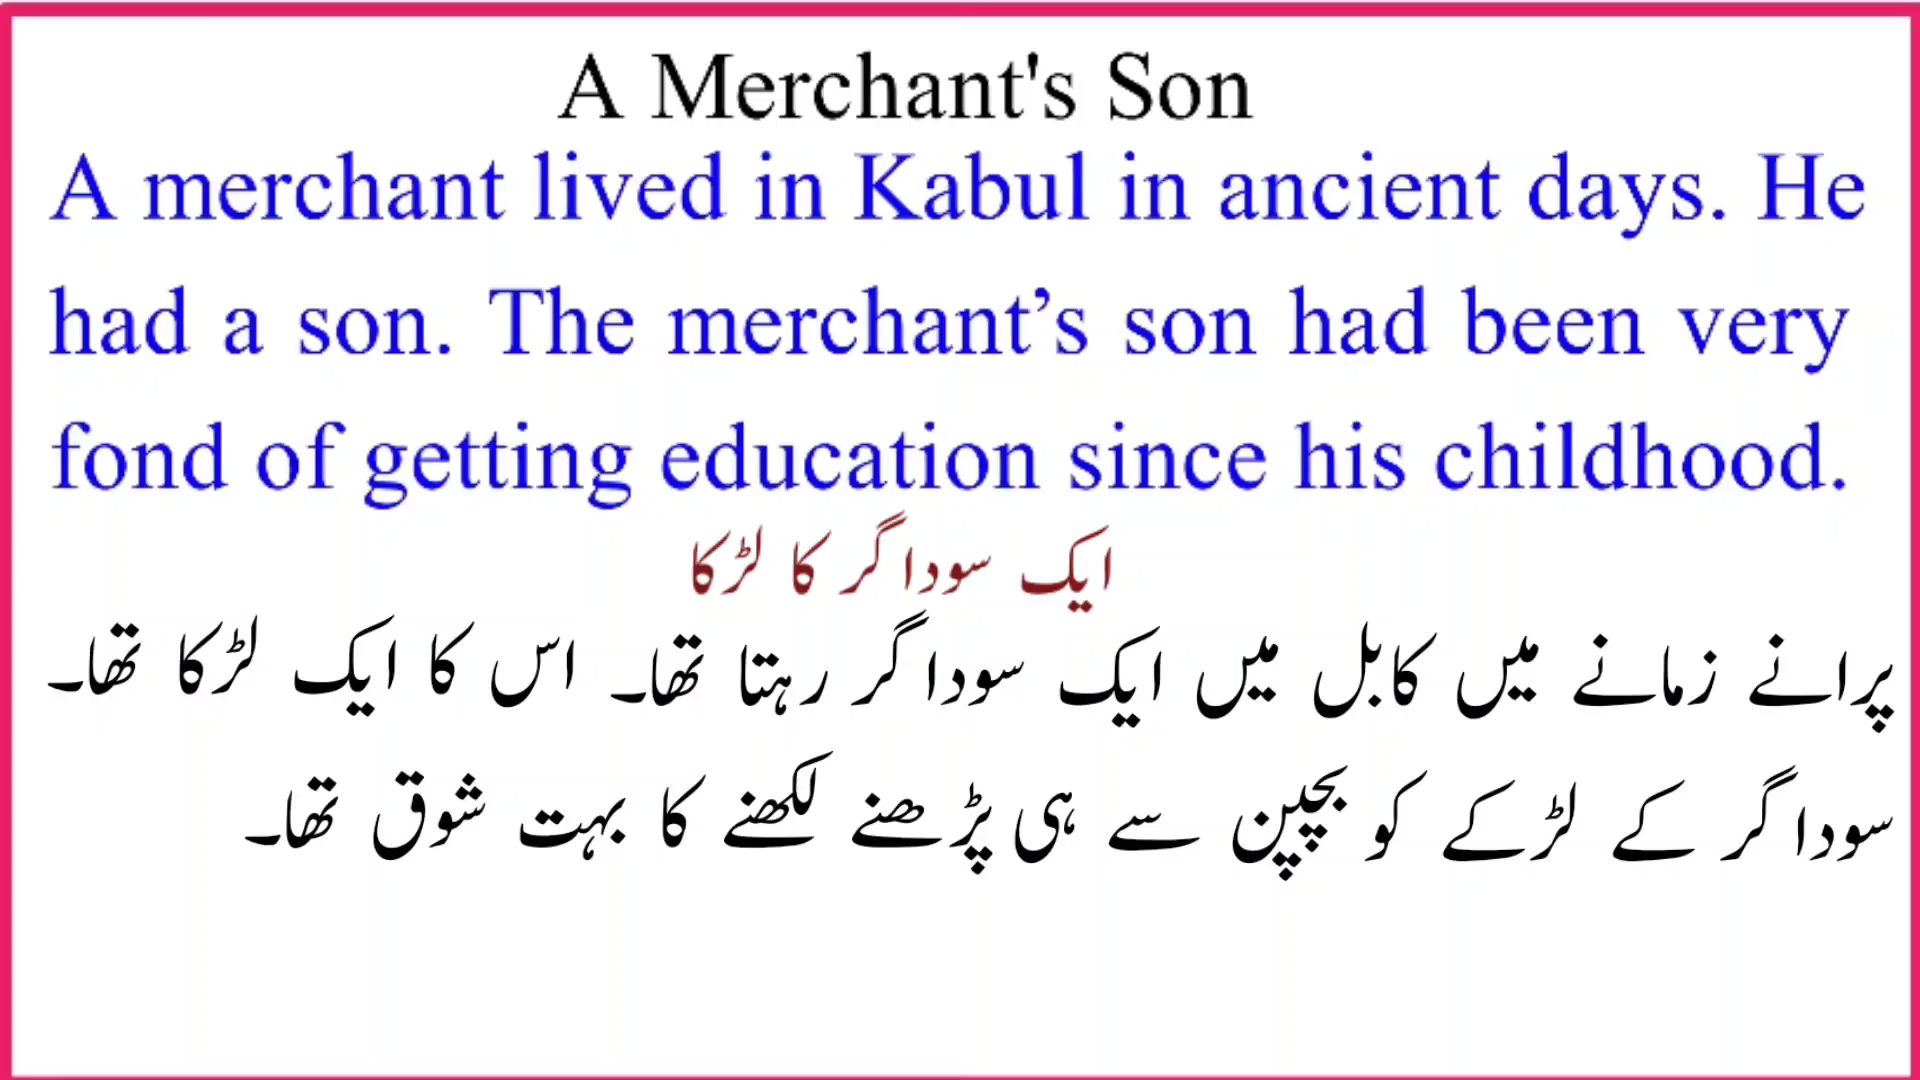 A Merchant's Son
A merchant lived in Kabul in ancient days. He
had a son. The merchant’s son had been very
fond of getting education since his childhood.
ایک سوداگر کا لڑکا
پرانے زمانے میں کابل میں ایک سوداگر رہتا تھا۔ اس کا ایک لڑکا تھا۔
سوداگر کے لڑکے کو بچپن سے ہی پڑھنے لکھنے کا بہت شوق تھا۔